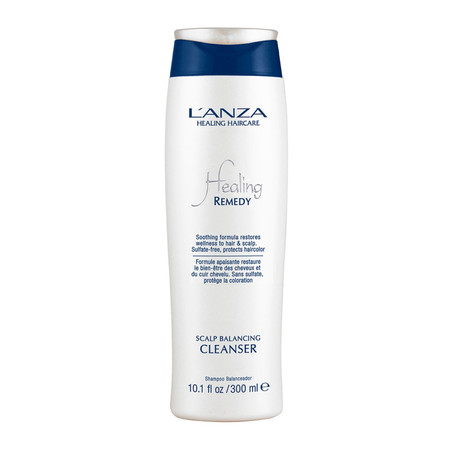 L'ANZA
HEALING HAIRCARE
Healing
REMEDY
Soothing formula restores
wellness to hair & scalp.
Sulfate-free, protects haircolor
Formule apaisante restaure
le bien-être des cheveux et
du cuir chevelu. Sans sulfate,
protège la coloration
SCALP BALANCING
CLEANSER
Shampoo Balanceador
10.1 fl oz / 300 ml ℮